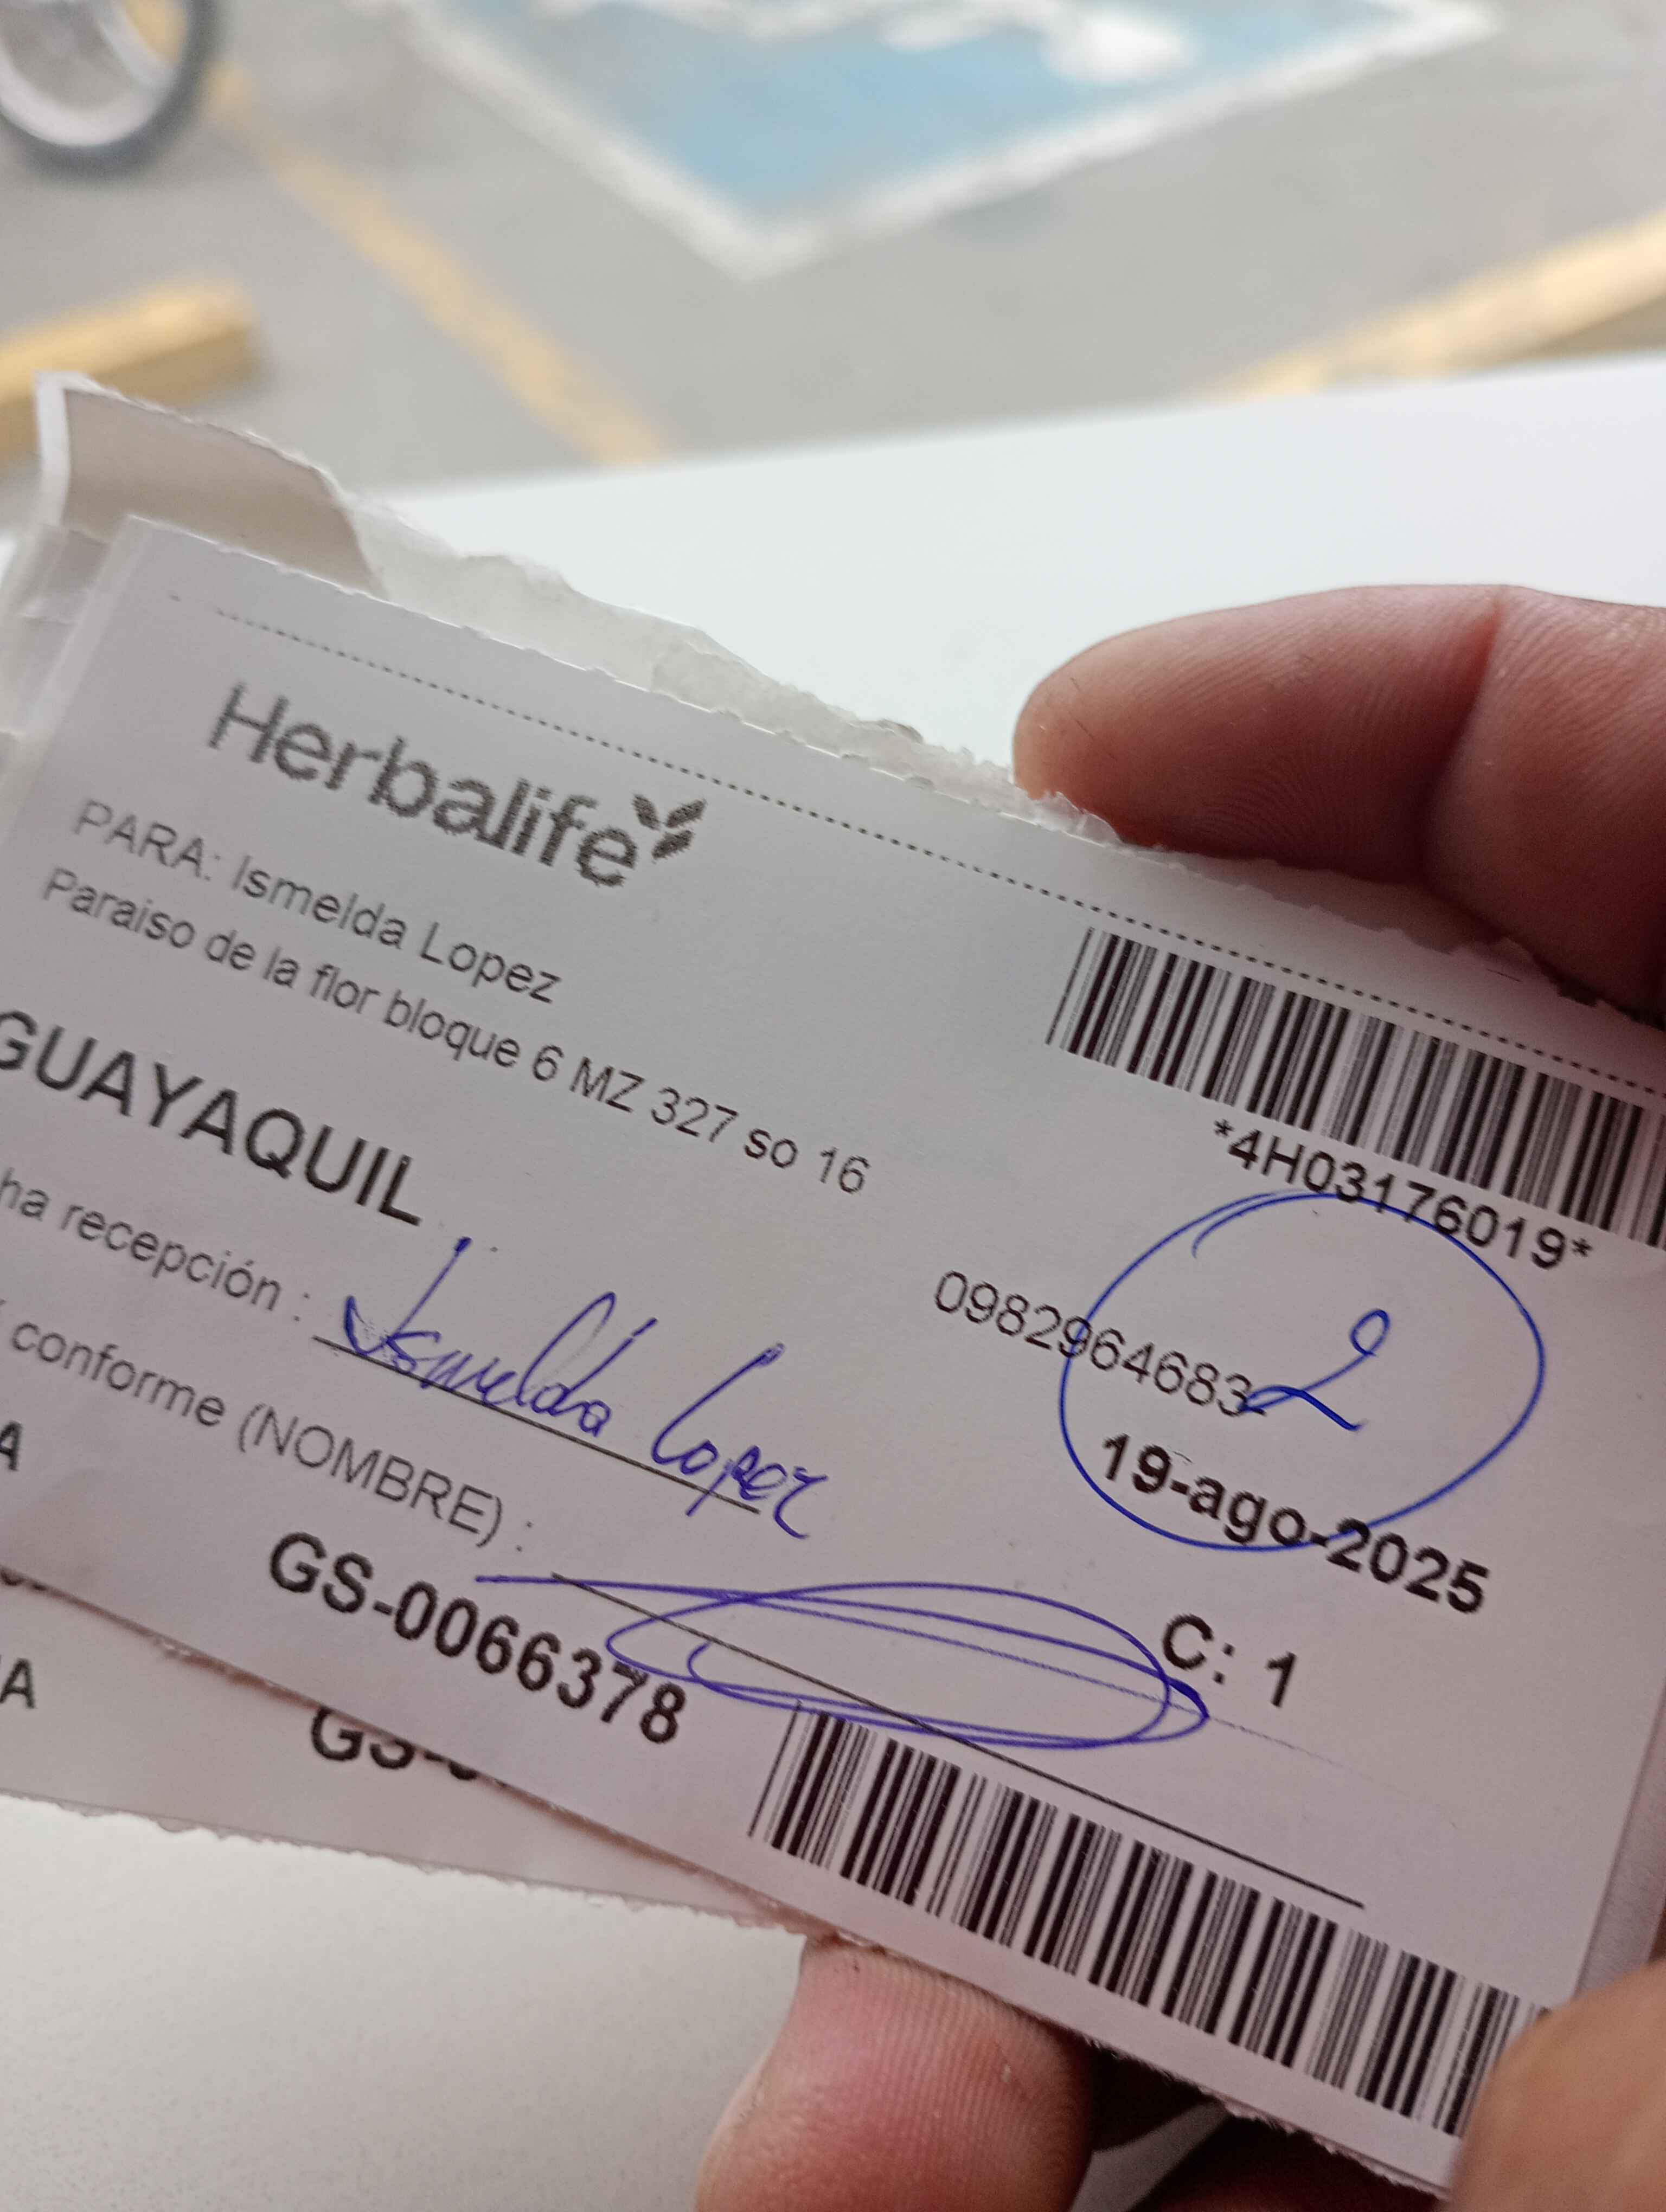 Herbalife
PARA: Ismelda Lopez
Paraiso de la flor bloque 6 MZ 327 so 16
*4H03176019*
GUAYAQUIL
0982964683
2
ha recepción : Ismelda Lopez
19-ago-2025
conforme (NOMBRE) :
C: 1
A
GS-0066378
A
GS-